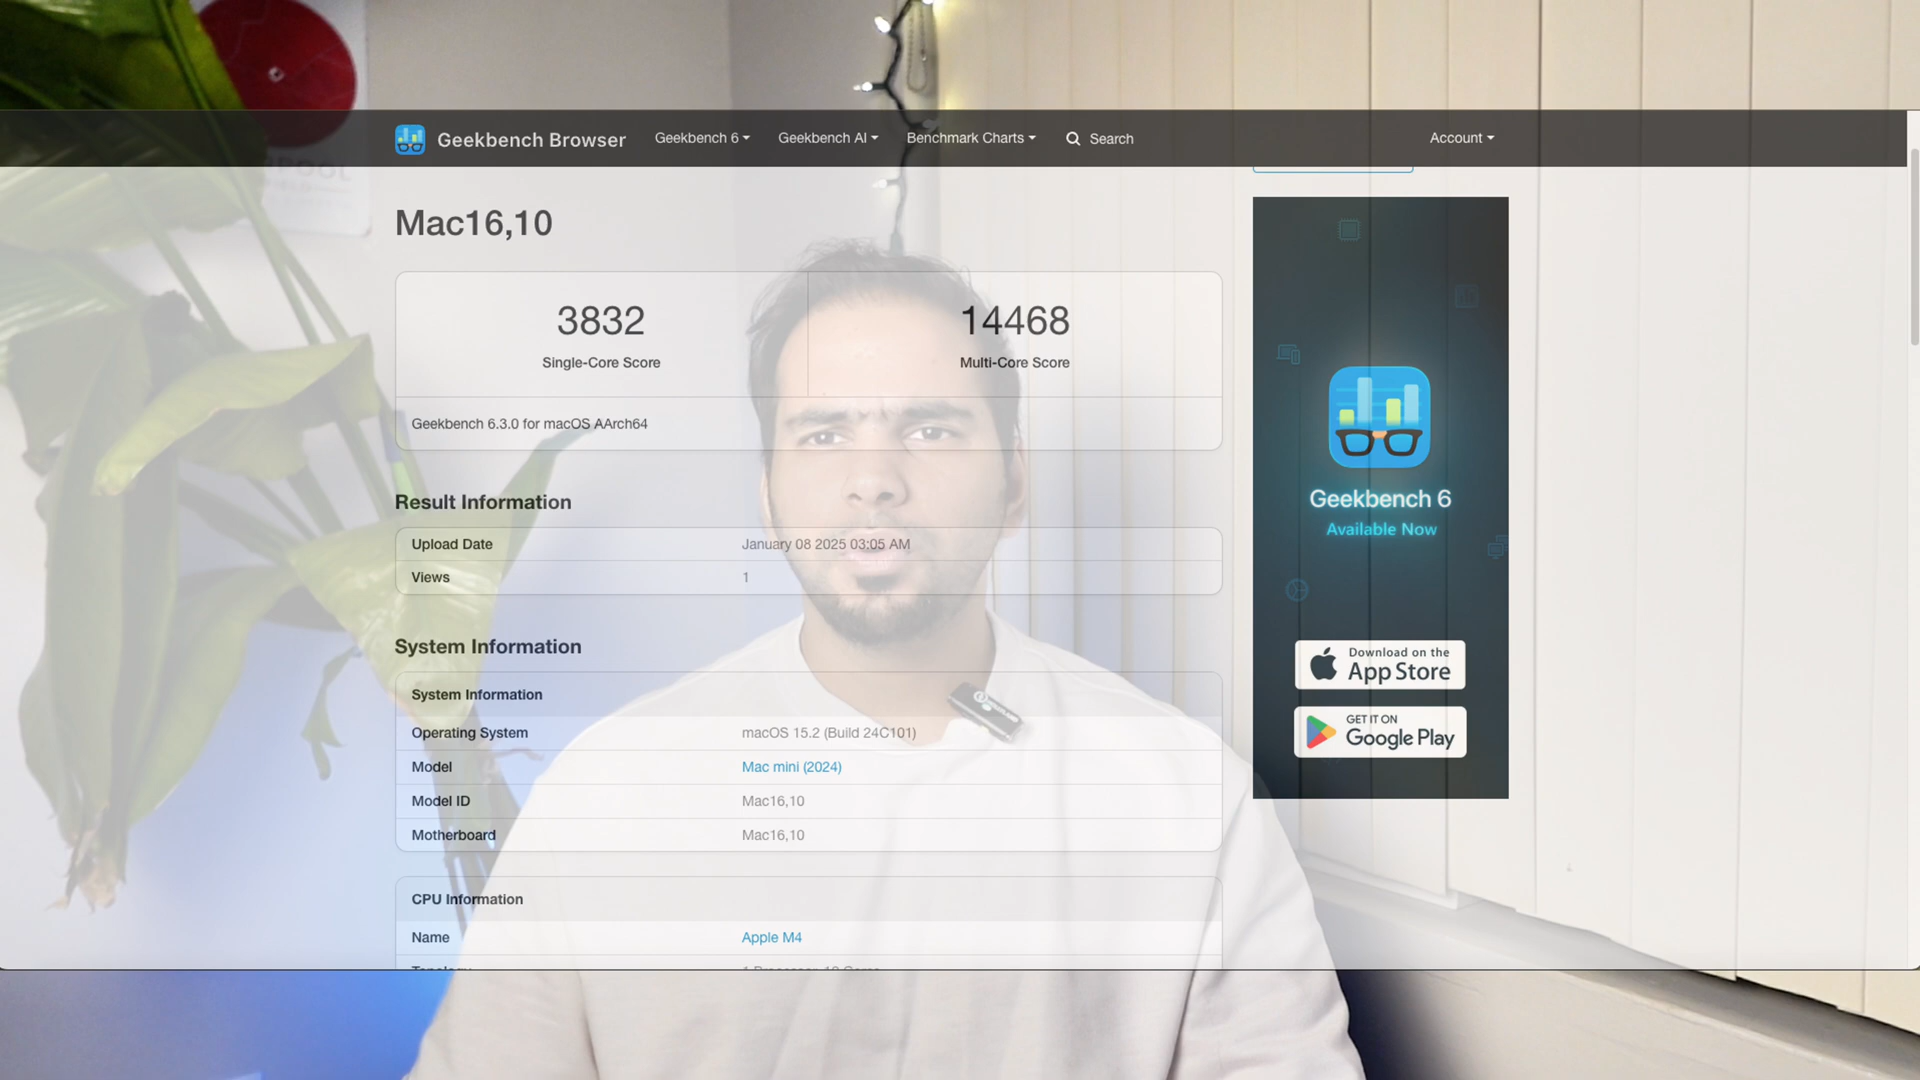 Geekbench Browser Geekbench 6 Geekbench AI Benchmark Charts Search Account
Mac16,10
3832 14468
Single-Core Score Multi-Core Score
Geekbench 6.3.0 for macOS AArch64
Result Information
Upload Date January 08 2025 03:05 AM
Views 1
System Information
System Information
Operating System macOS 15.2 (Build 24C101)
Model Mac mini (2024)
Model ID Mac16,10
Motherboard Mac16,10
CPU Information
Name Apple M4
Geekbench 6
Available Now
Download on the
App Store
GET IT ON
Google Play